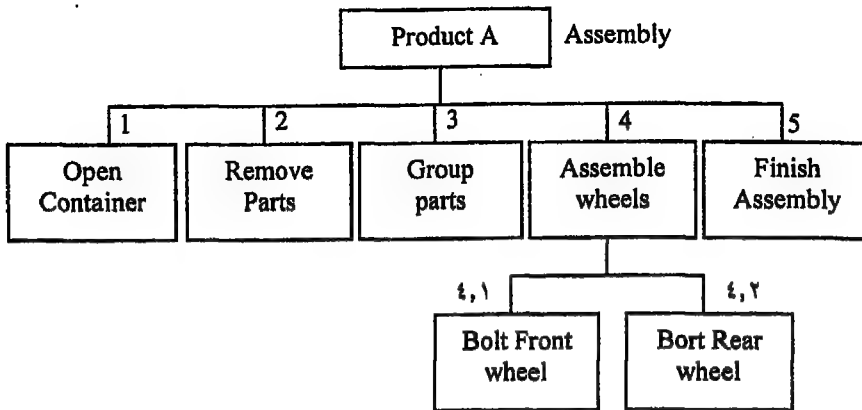 Product A
Assembly
1
2
3
4
5
Open
Container
Remove
Parts
Group
parts
Assemble
wheels
Finish
Assembly
٤,١
٤,٢
Bolt Front
wheel
Bort Rear
wheel